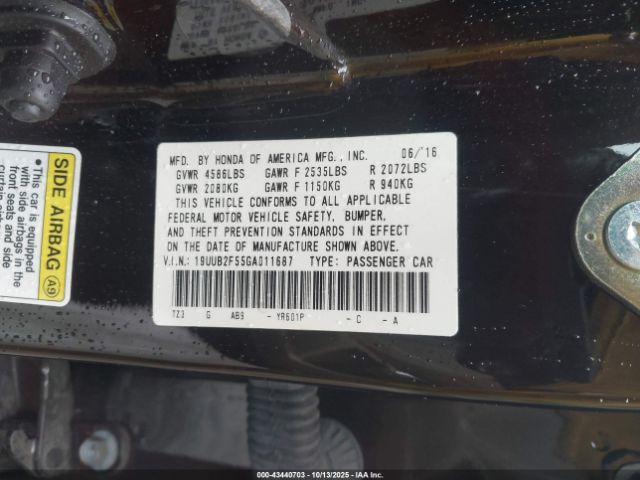 SIDE AIRBAG A9
• This car is equipped
with side airbags in the
front seats and side
MFD. BY HONDA OF AMERICA MFG., INC. 06/'16
GVWR 4586LBS GAWR F 2535LBS R 2072LBS
GVWR 2080KG GAWR F 1150KG R 940KG
THIS VEHICLE CONFORMS TO ALL APPLICABLE
FEDERAL MOTOR VEHICLE SAFETY, BUMPER,
AND THEFT PREVENTION STANDARDS IN EFFECT
ON THE DATE OF MANUFACTURE SHOWN ABOVE.
V.I.N.: 19UUB2F55GA011687 TYPE: PASSENGER CAR
TZ3 G AB9 - YR601P - C - A
000-43440703 - 10/13/2025 - IAA Inc.